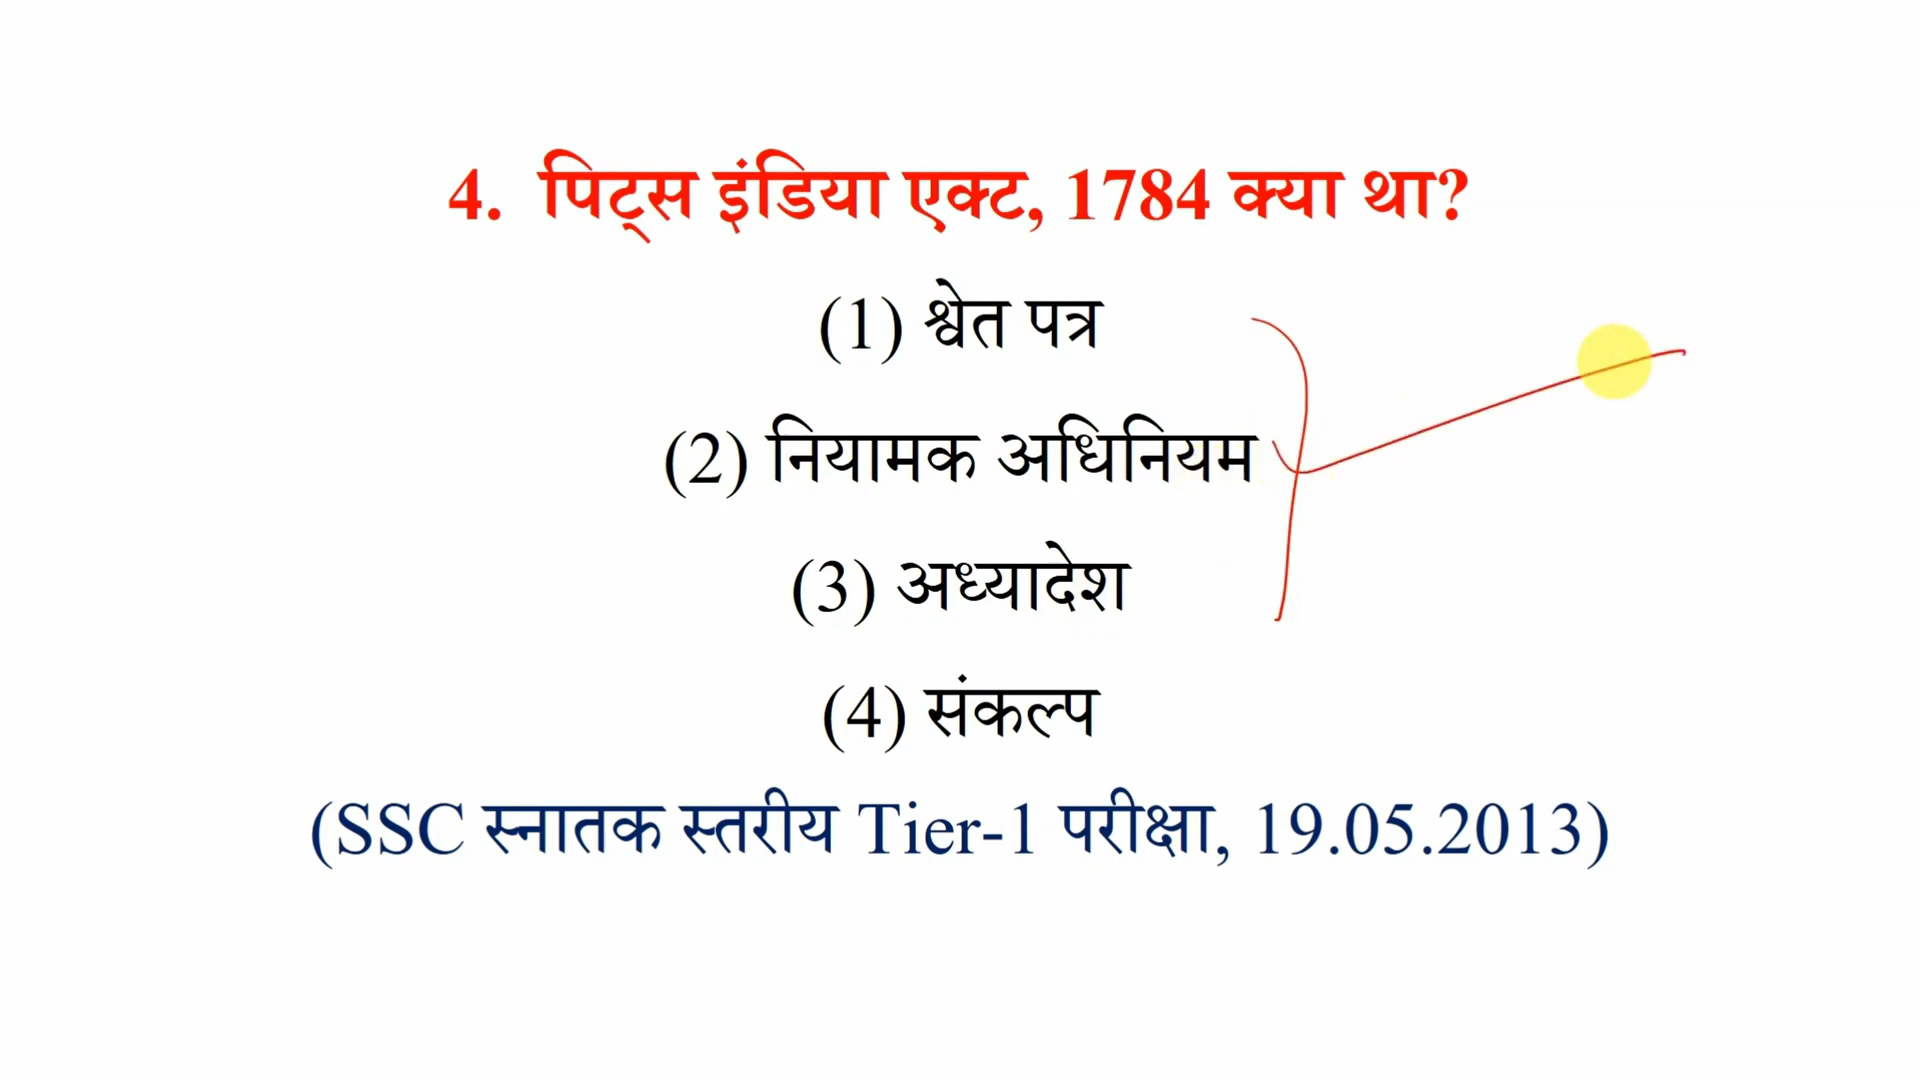 4. पिट्स इंडिया एक्ट, 1784 क्या था?
(1) श्वेत पत्र
(2) नियामक अधिनियम
(3) अध्यादेश
(4) संकल्प
(SSC स्नातक स्तरीय Tier-1 परीक्षा, 19.05.2013)